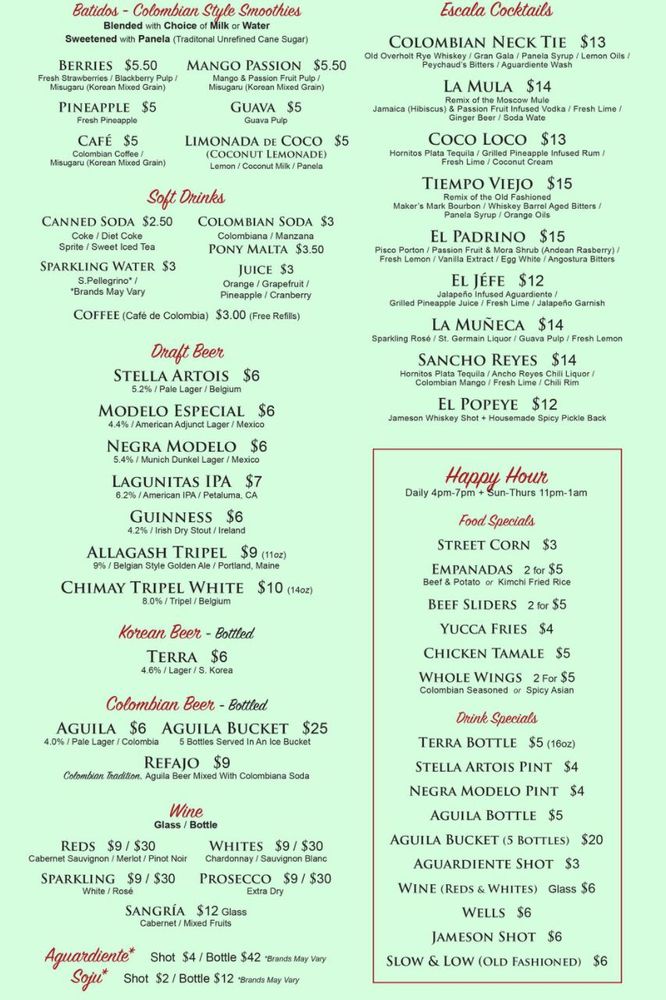 Batidos - Colombian Style Smoothies
Blended with Choice of Milk or Water
Sweetened with Panela (Traditonal Unrefined Cane Sugar)
Berries $5.50
Fresh Strawberries / Blackberry Pulp /
Misugaru (Korean Mixed Grain)
Mango Passion $5.50
Mango & Passion Fruit Pulp /
Misugaru (Korean Mixed Grain)
Pineapple $5
Fresh Pineapple
Guava $5
Guava Pulp
Café $5
Colombian Coffee /
Misugaru (Korean Mixed Grain)
Limonada de Coco $5
(Coconut Lemonade)
Lemon / Coconut Milk / Panela
Soft Drinks
Canned Soda $2.50
Coke / Diet Coke
Sprite / Sweet Iced Tea
Colombian Soda $3
Colombiana / Manzana
Pony Malta $3.50
Sparkling Water $3
S.Pellegrino* /
*Brands May Vary
Juice $3
Orange / Grapefruit /
Pineapple / Cranberry
Coffee (Café de Colombia) $3.00 (Free Refills)
Draft Beer
Stella Artois $6
5.2% / Pale Lager / Belgium
Modelo Especial $6
4.4% / American Adjunct Lager / Mexico
Negra Modelo $6
5.4% / Munich Dunkel Lager / Mexico
Lagunitas IPA $7
6.2% / American IPA / Petaluma, CA
Guinness $6
4.2% / Irish Dry Stout / Ireland
Allagash Tripel $9 (11oz)
9% / Belgian Style Golden Ale / Portland, Maine
Chimay Tripel White $10 (14oz)
8.0% / Tripel / Belgium
Korean Beer - Bottled
Terra $6
4.6% / Lager / S. Korea
Colombian Beer - Bottled
Aguila $6
4.0% / Pale Lager / Colombia
Aguila Bucket $25
5 Bottles Served In An Ice Bucket
Refajo $9
Colombian Tradition, Aguila Beer Mixed With Colombiana Soda
Wine
Glass / Bottle
Reds $9 / $30
Cabernet Sauvignon / Merlot / Pinot Noir
Whites $9 / $30
Chardonnay / Sauvignon Blanc
Sparkling $9 / $30
White / Rosé
Prosecco $9 / $30
Extra Dry
Sangría $12 Glass
Cabernet / Mixed Fruits
Aguardiente* Shot $4 / Bottle $42 *Brands May Vary
Soju* Shot $2 / Bottle $12 *Brands May Vary
Escala Cocktails
Colombian Neck Tie $13
Old Overholt Rye Whiskey / Gran Gala / Panela Syrup / Lemon Oils /
Peychaud's Bitters / Aguardiente Wash
La Mula $14
Remix of the Moscow Mule
Jamaica (Hibiscus) & Passion Fruit Infused Vodka / Fresh Lime /
Ginger Beer / Soda Wate
Coco Loco $13
Hornitos Plata Tequila / Grilled Pineapple Infused Rum /
Fresh Lime / Coconut Cream
Tiempo Viejo $15
Remix of the Old Fashioned
Maker's Mark Bourbon / Whiskey Barrel Aged Bitters /
Panela Syrup / Orange Oils
El Padrino $15
Pisco Porton / Passion Fruit & Mora Shrub (Andean Rasberry) /
Fresh Lemon / Vanilla Extract / Egg White / Angostura Bitters
El Jéfe $12
Jalapeño Infused Aguardiente /
Grilled Pineapple Juice / Fresh Lime / Jalapeño Garnish
La Muñeca $14
Sparkling Rosé / St. Germain Liquor / Guava Pulp / Fresh Lemon
Sancho Reyes $14
Hornitos Plata Tequila / Ancho Reyes Chili Liquor /
Colombian Mango / Fresh Lime / Chili Rim
El Popeye $12
Jameson Whiskey Shot + Housemade Spicy Pickle Back
Happy Hour
Daily 4pm-7pm + Sun-Thurs 11pm-1am
Food Specials
Street Corn $3
Empanadas 2 for $5
Beef & Potato or Kimchi Fried Rice
Beef Sliders 2 for $5
Yucca Fries $4
Chicken Tamale $5
Whole Wings 2 For $5
Colombian Seasoned or Spicy Asian
Drink Specials
Terra Bottle $5 (16oz)
Stella Artois Pint $4
Negra Modelo Pint $4
Aguila Bottle $5
Aguila Bucket (5 Bottles) $20
Aguardiente Shot $3
Wine (Reds & Whites) Glass $6
Wells $6
Jameson Shot $6
Slow & Low (Old Fashioned) $6